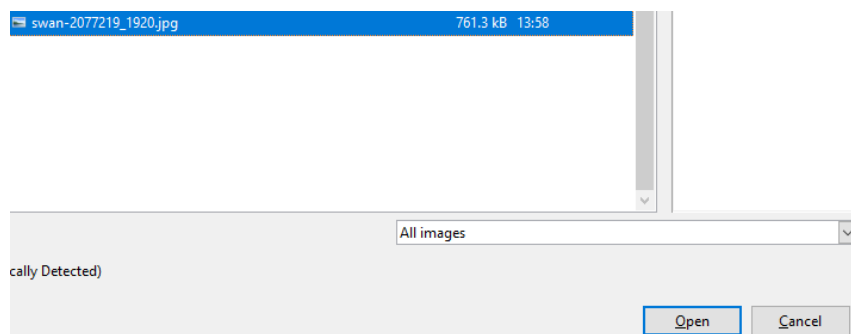 swan-2077219_1920.jpg 761.3 kB 13:58
All images
cally Detected)
Open Cancel